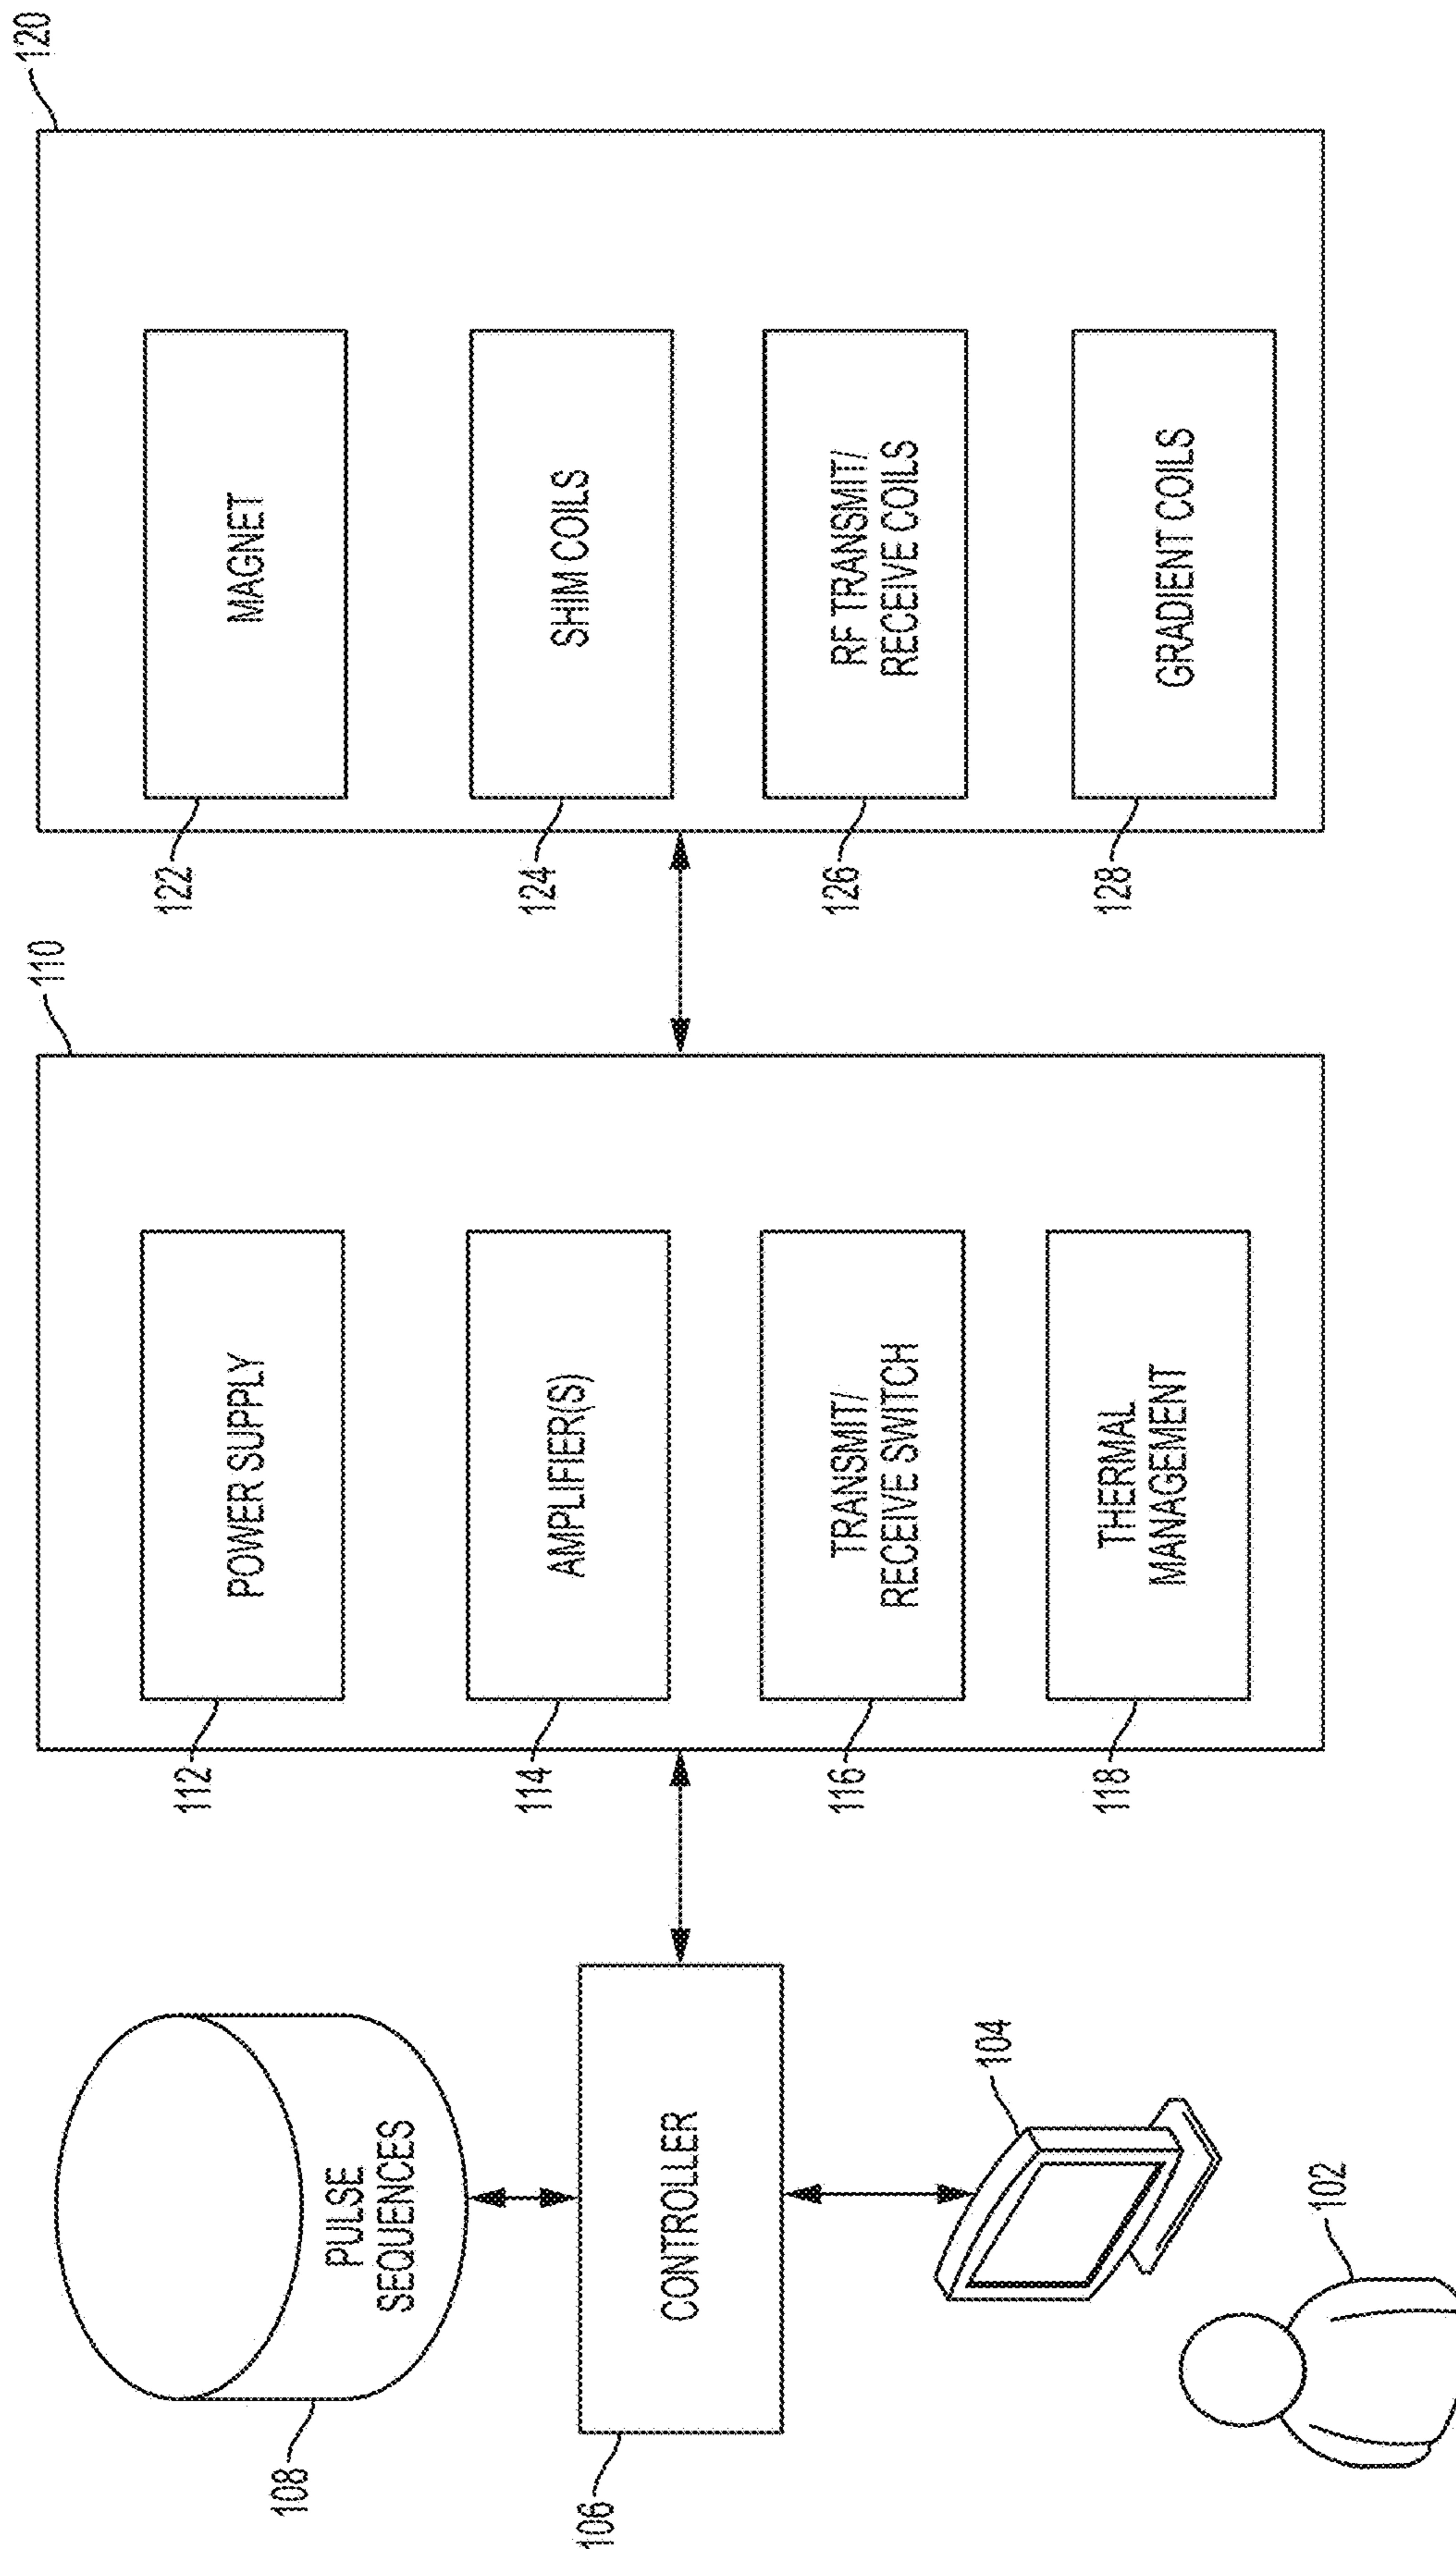 108
PULSE
SEQUENCES
106
CONTROLLER
104
102
110
112
POWER SUPPLY
114
AMPLIFIER(S)
116
TRANSMIT/
RECEIVE SWITCH
118
THERMAL
MANAGEMENT
120
122
MAGNET
124
SHIM COILS
126
RF TRANSMIT/
RECEIVE COILS
128
GRADIENT COILS